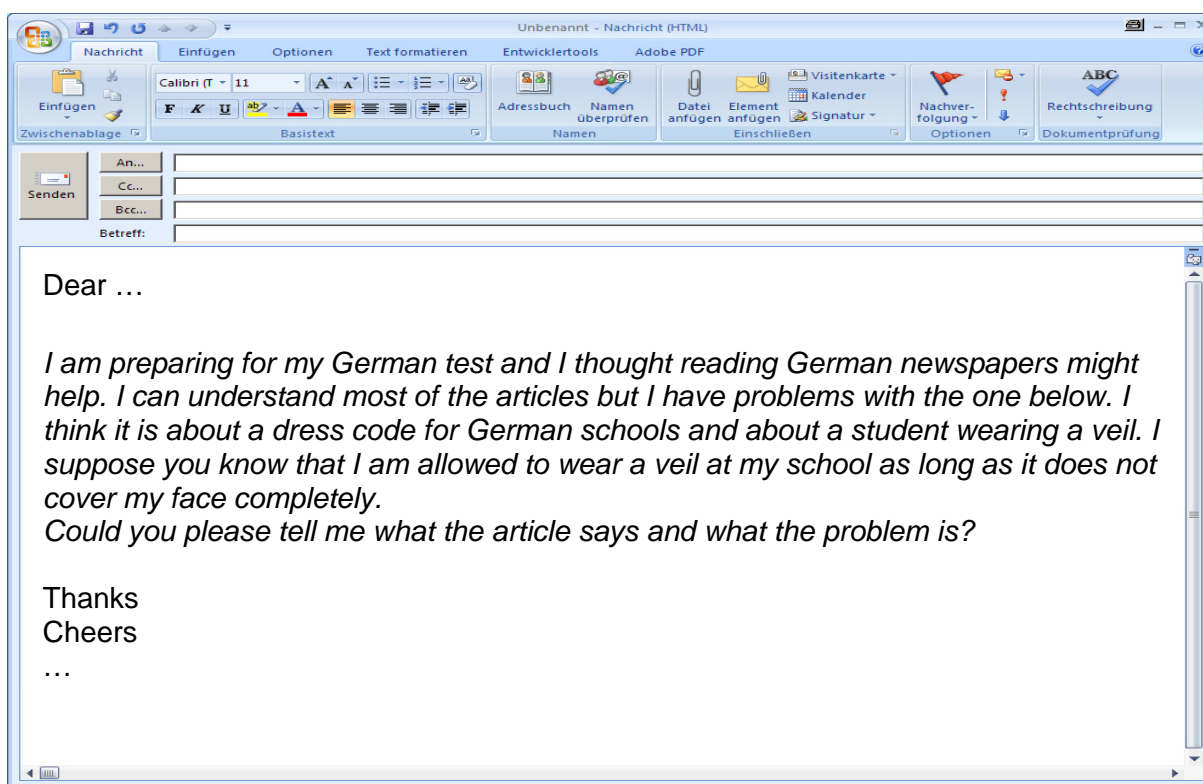 Unbenannt - Nachricht (HTML)
Nachricht Einfügen Optionen Text formatieren Entwicklertools Adobe PDF
Calibri (T 11
Visitenkarte
Kalender
Signatur
Einfügen
F K U
Adressbuch Namen überprüfen
Datei anfügen Element anfügen
Nachver-folgung
ABC
Rechtschreibung
Zwischenablage Basistext Namen Einschließen Optionen Dokumentprüfung
Senden
An...
Cc...
Bcc...
Betreff:
Dear …
I am preparing for my German test and I thought reading German newspapers might
help. I can understand most of the articles but I have problems with the one below. I
think it is about a dress code for German schools and about a student wearing a veil. I
suppose you know that I am allowed to wear a veil at my school as long as it does not
cover my face completely.
Could you please tell me what the article says and what the problem is?
Thanks
Cheers
…